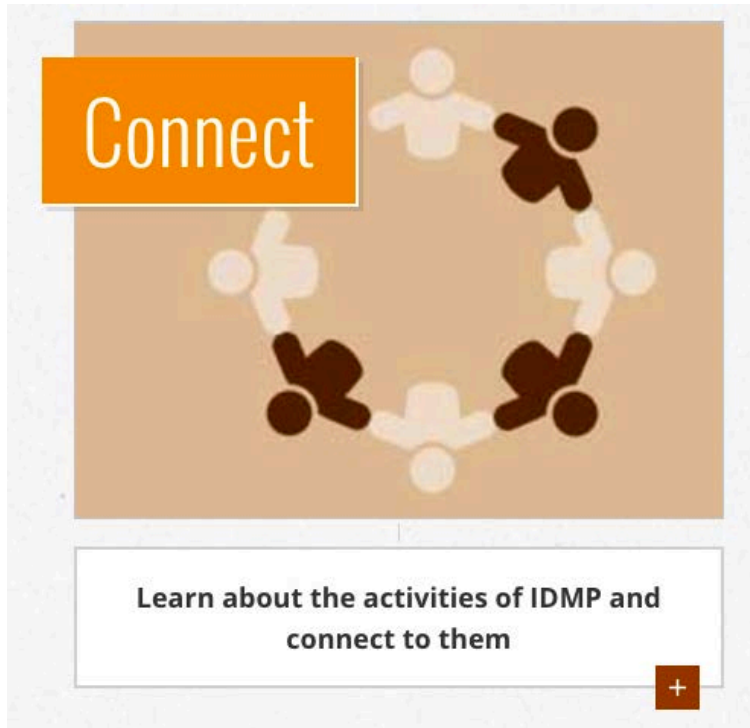 Connect
Learn about the activities of IDMP and
connect to them
+